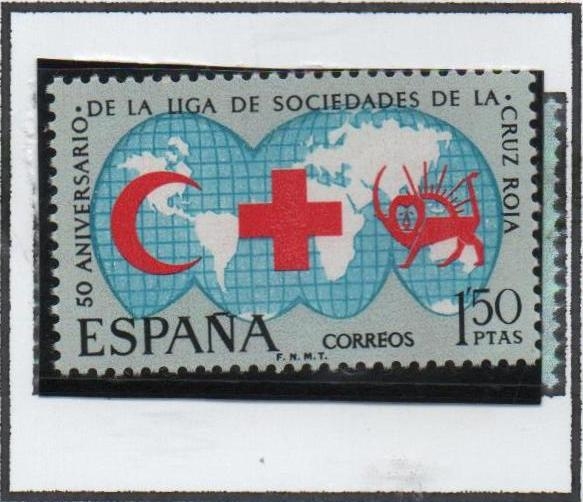 50 ANIVERSARIO · DE LA LIGA DE SOCIEDADES DE LA · CRUZ ROJA
ESPAÑA
CORREOS
1'50
PTAS
F.N.M.T.